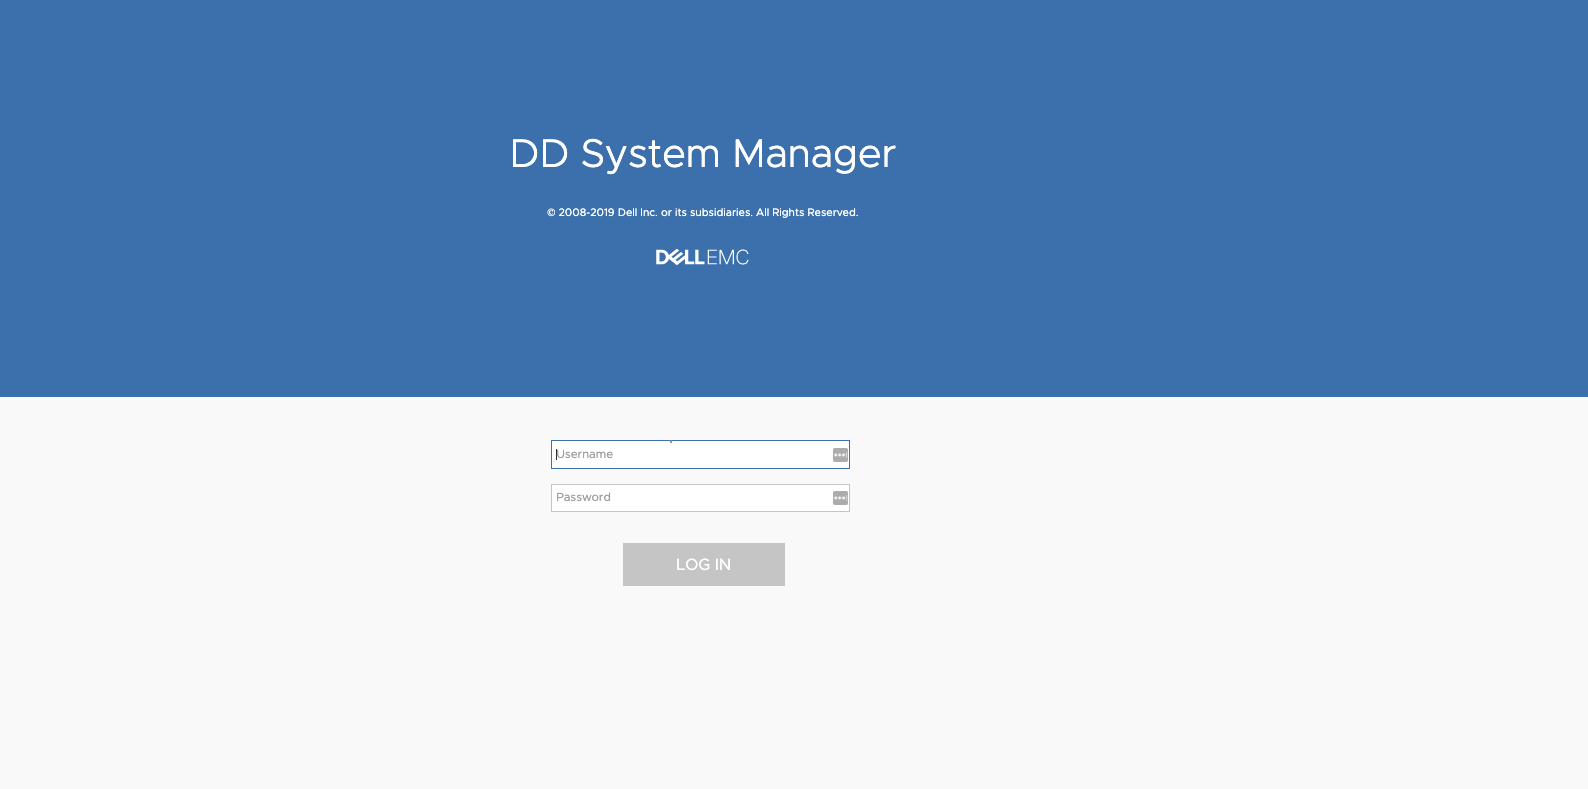 DD System Manager
© 2008-2019 Dell Inc. or its subsidiaries. All Rights Reserved.
DELLEMC
Username
Password
LOG IN